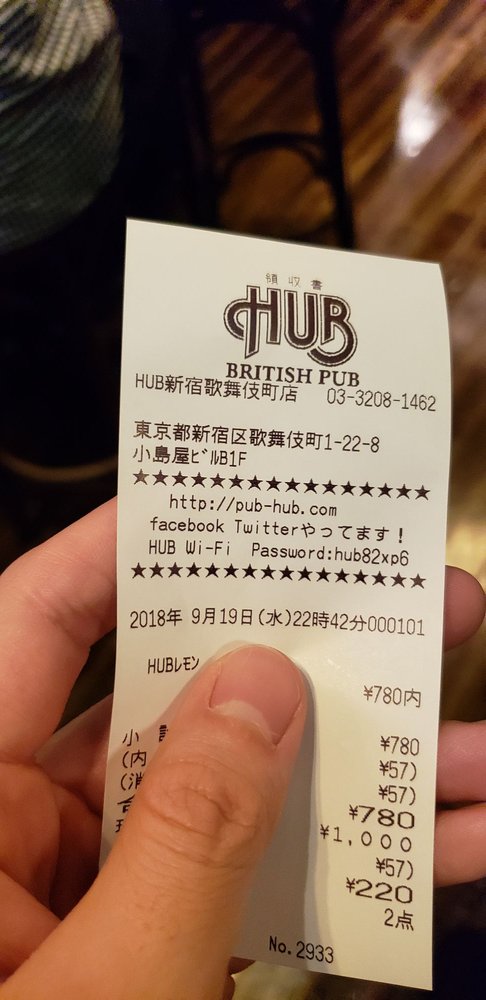 領収書
HUB
BRITISH PUB
HUB新宿歌舞伎町店 03-3208-1462
東京都新宿区歌舞伎町1-22-8
小島屋ビルB1F
★★★★★★★★★★★★★★★
http://pub-hub.com
facebook Twitterやってます!
HUB Wi-Fi Password:hub82xp6
★★★★★★★★★★★★★★★
2018年 9月19日(水)22時42分000101
HUBレモン
¥780内
小 ¥780
(内 ¥57)
(消 ¥57)
¥780
¥1,000
¥57)
¥220
2点
No.2933